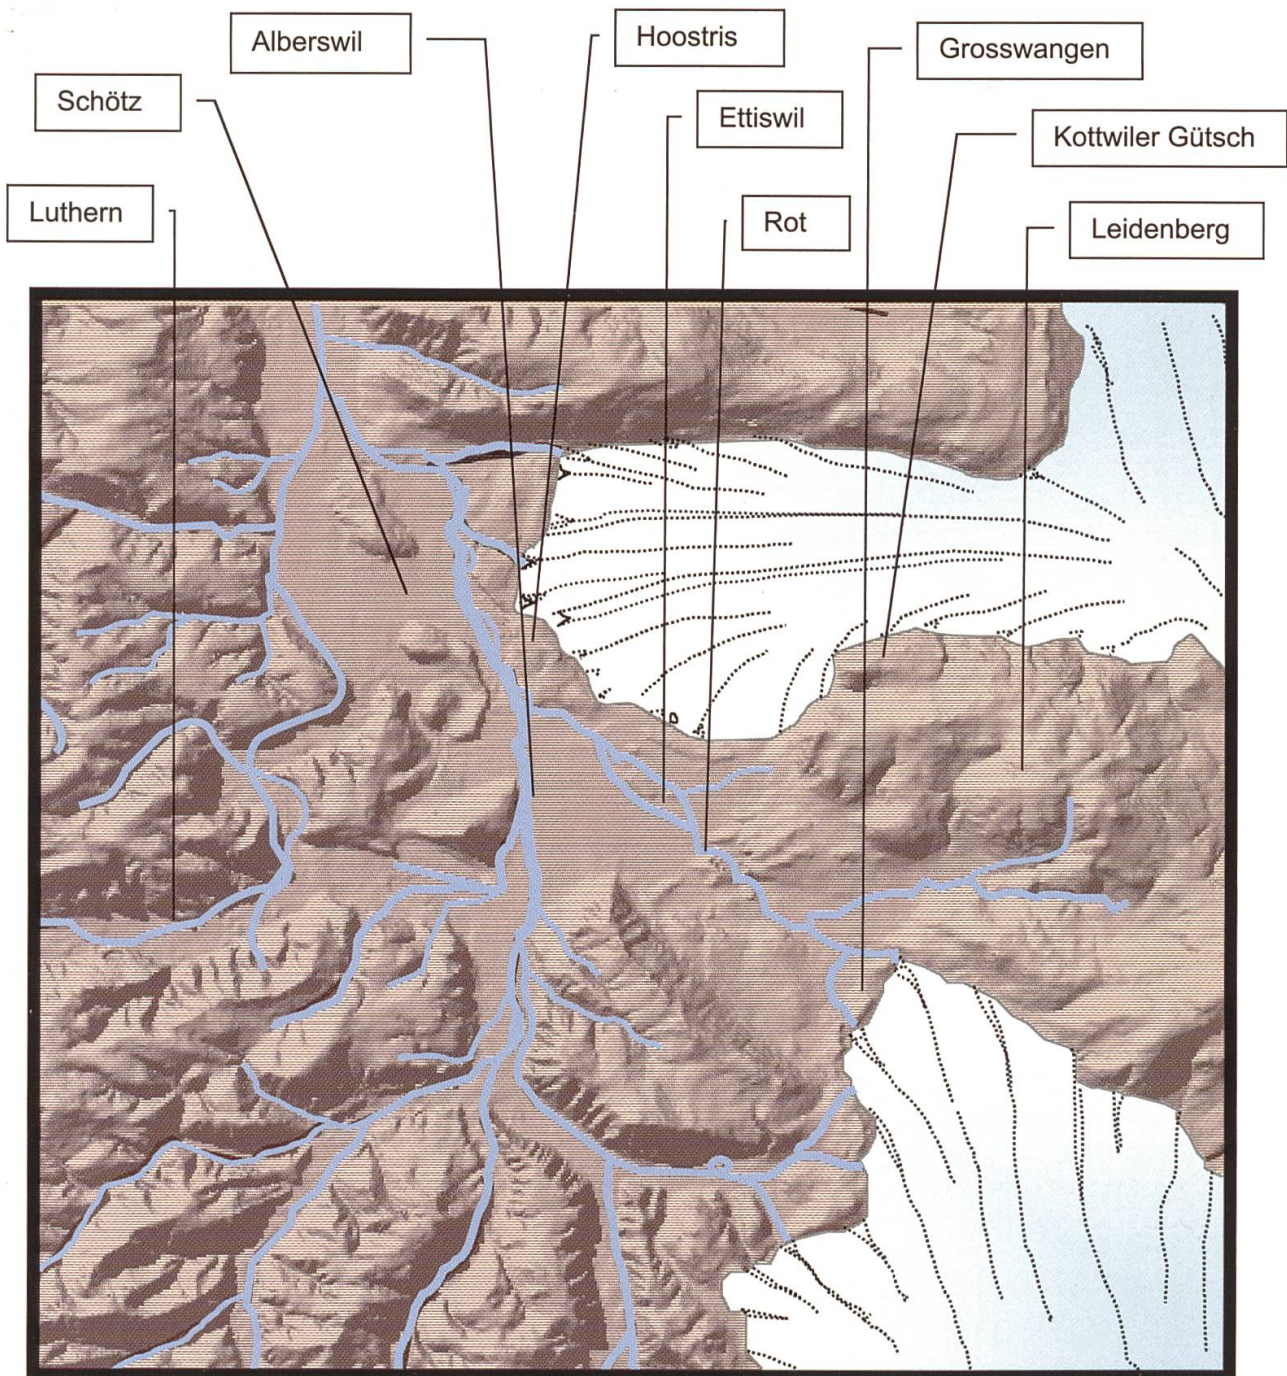 Alberswil
Hoostris
Grosswangen
Schötz
Ettiswil
Kottwiler Gütsch
Luthern
Rot
Leidenberg